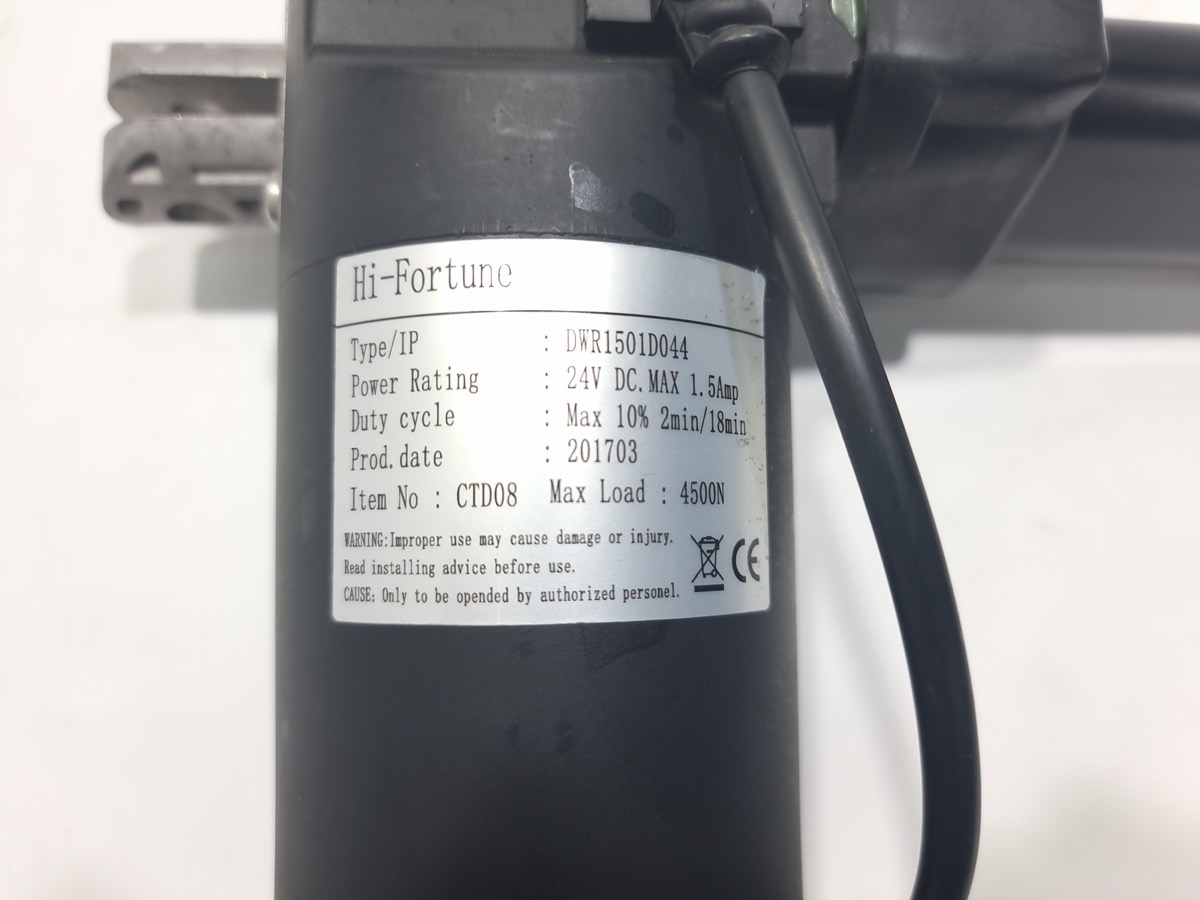 Hi-Fortune
Type/IP : DWR1501D044
Power Rating : 24V DC.MAX 1.5Amp
Duty cycle : Max 10% 2min/18min
Prod.date : 201703
Item No : CTD08 Max Load : 4500N
WARNING:Improper use may cause damage or injury.
Read installing advice before use.
CAUSE: Only to be opended by authorized personel.
CE